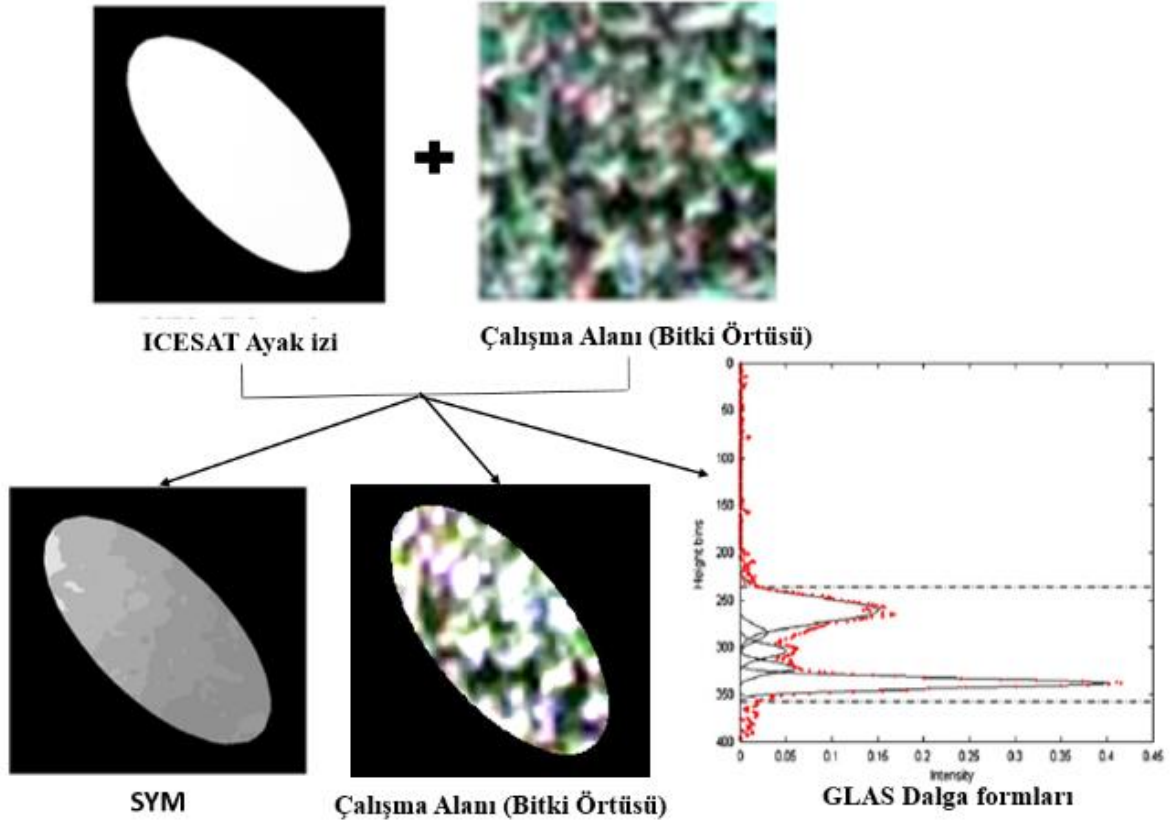 ICESAT Ayak izi
Çalışma Alanı (Bitki Örtüsü)
0
50
100
150
200
250
300
350
400
Height bins
0 0.05 0.1 0.15 0.2 0.25 0.3 0.35 0.4 0.45
Intensity
SYM
Çalışma Alanı (Bitki Örtüsü)
GLAS Dalga formları